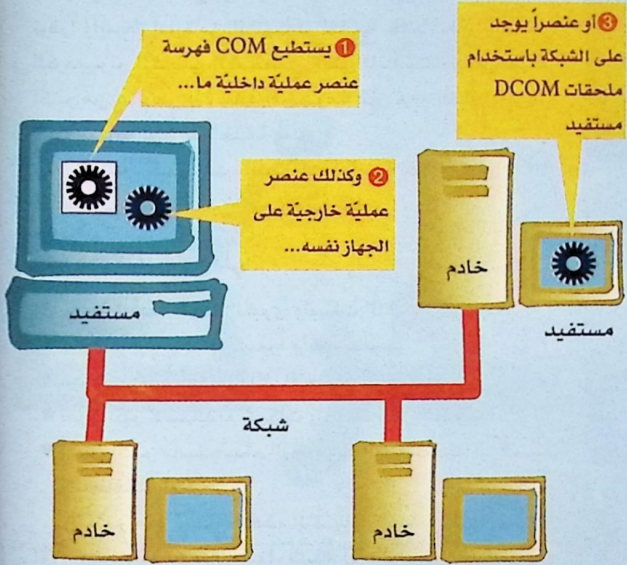 ❶ يستطيع COM فهرسة
عنصر عمليّة داخليّة ما...
❷ وكذلك عنصر
عمليّة خارجيّة على
الجهاز نفسه...
❸ أو عنصراً يوجد
على الشبكة باستخدام
ملحقات DCOM
مستفيد
مستفيد
خادم
مستفيد
شبكة
خادم
خادم